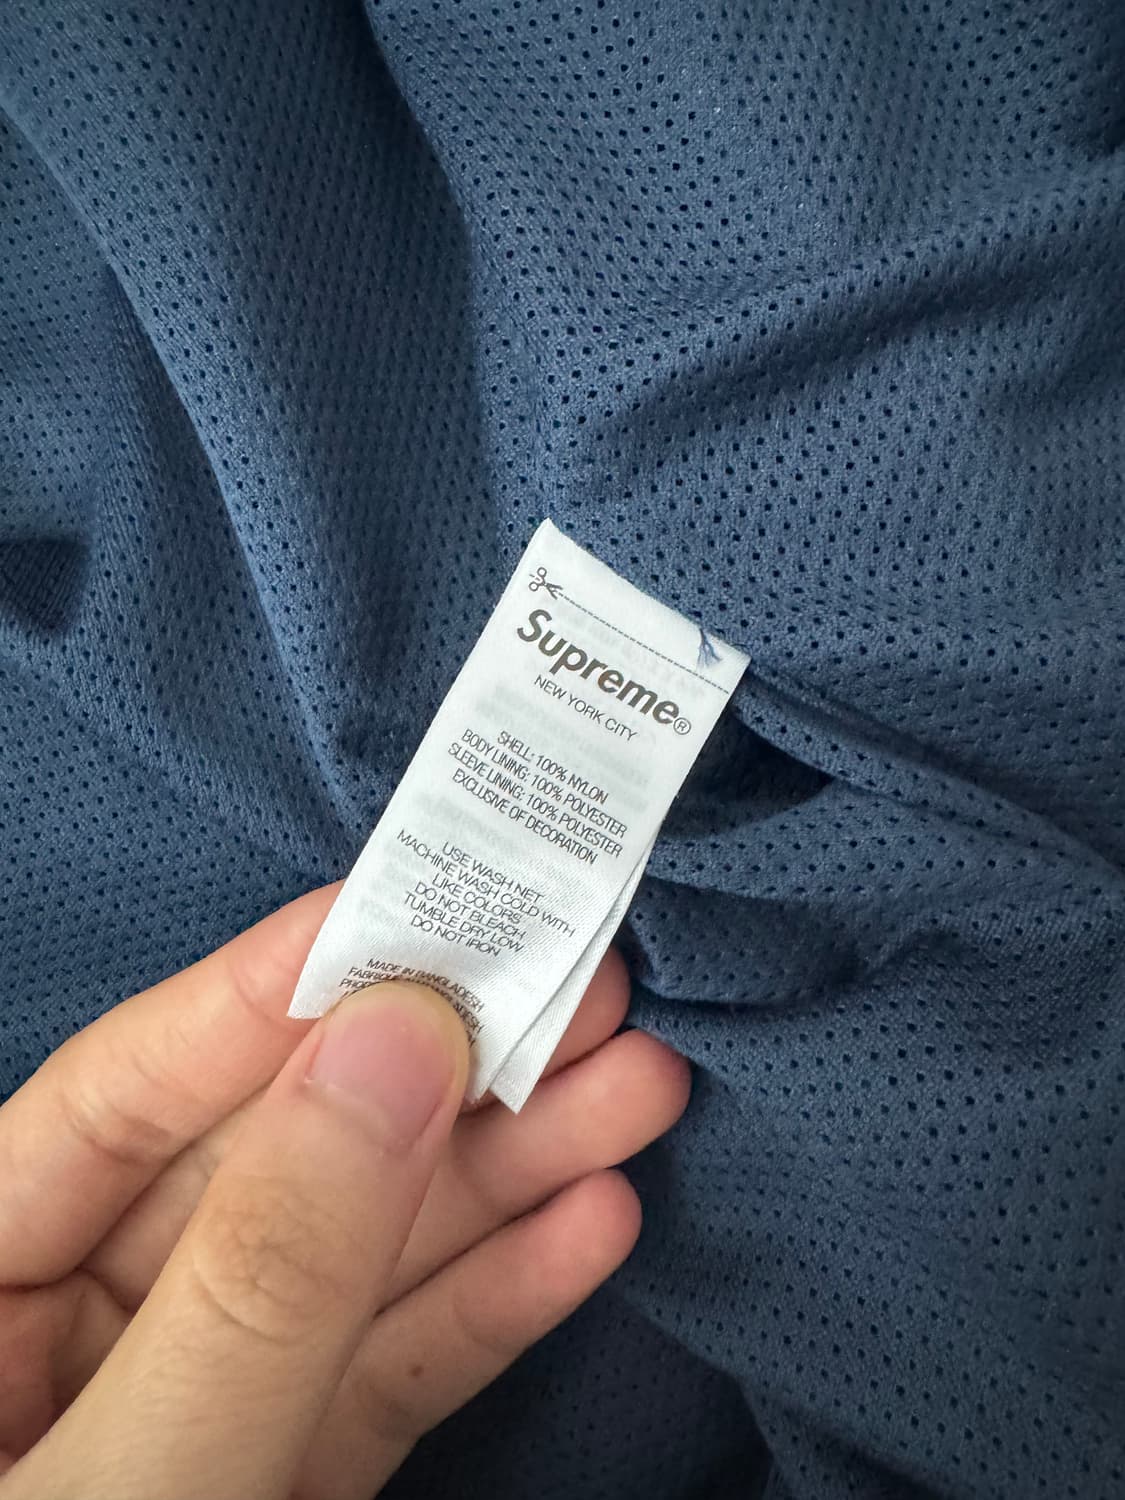 Supreme®
NEW YORK CITY
SHELL: 100% NYLON
BODY LINING: 100% POLYESTER
SLEEVE LINING: 100% POLYESTER
EXCLUSIVE OF DECORATION
USE WASH NET
MACHINE WASH COLD WITH
LIKE COLORS
DO NOT BLEACH
TUMBLE DRY LOW
DO NOT IRON
MADE IN BANGLADESH